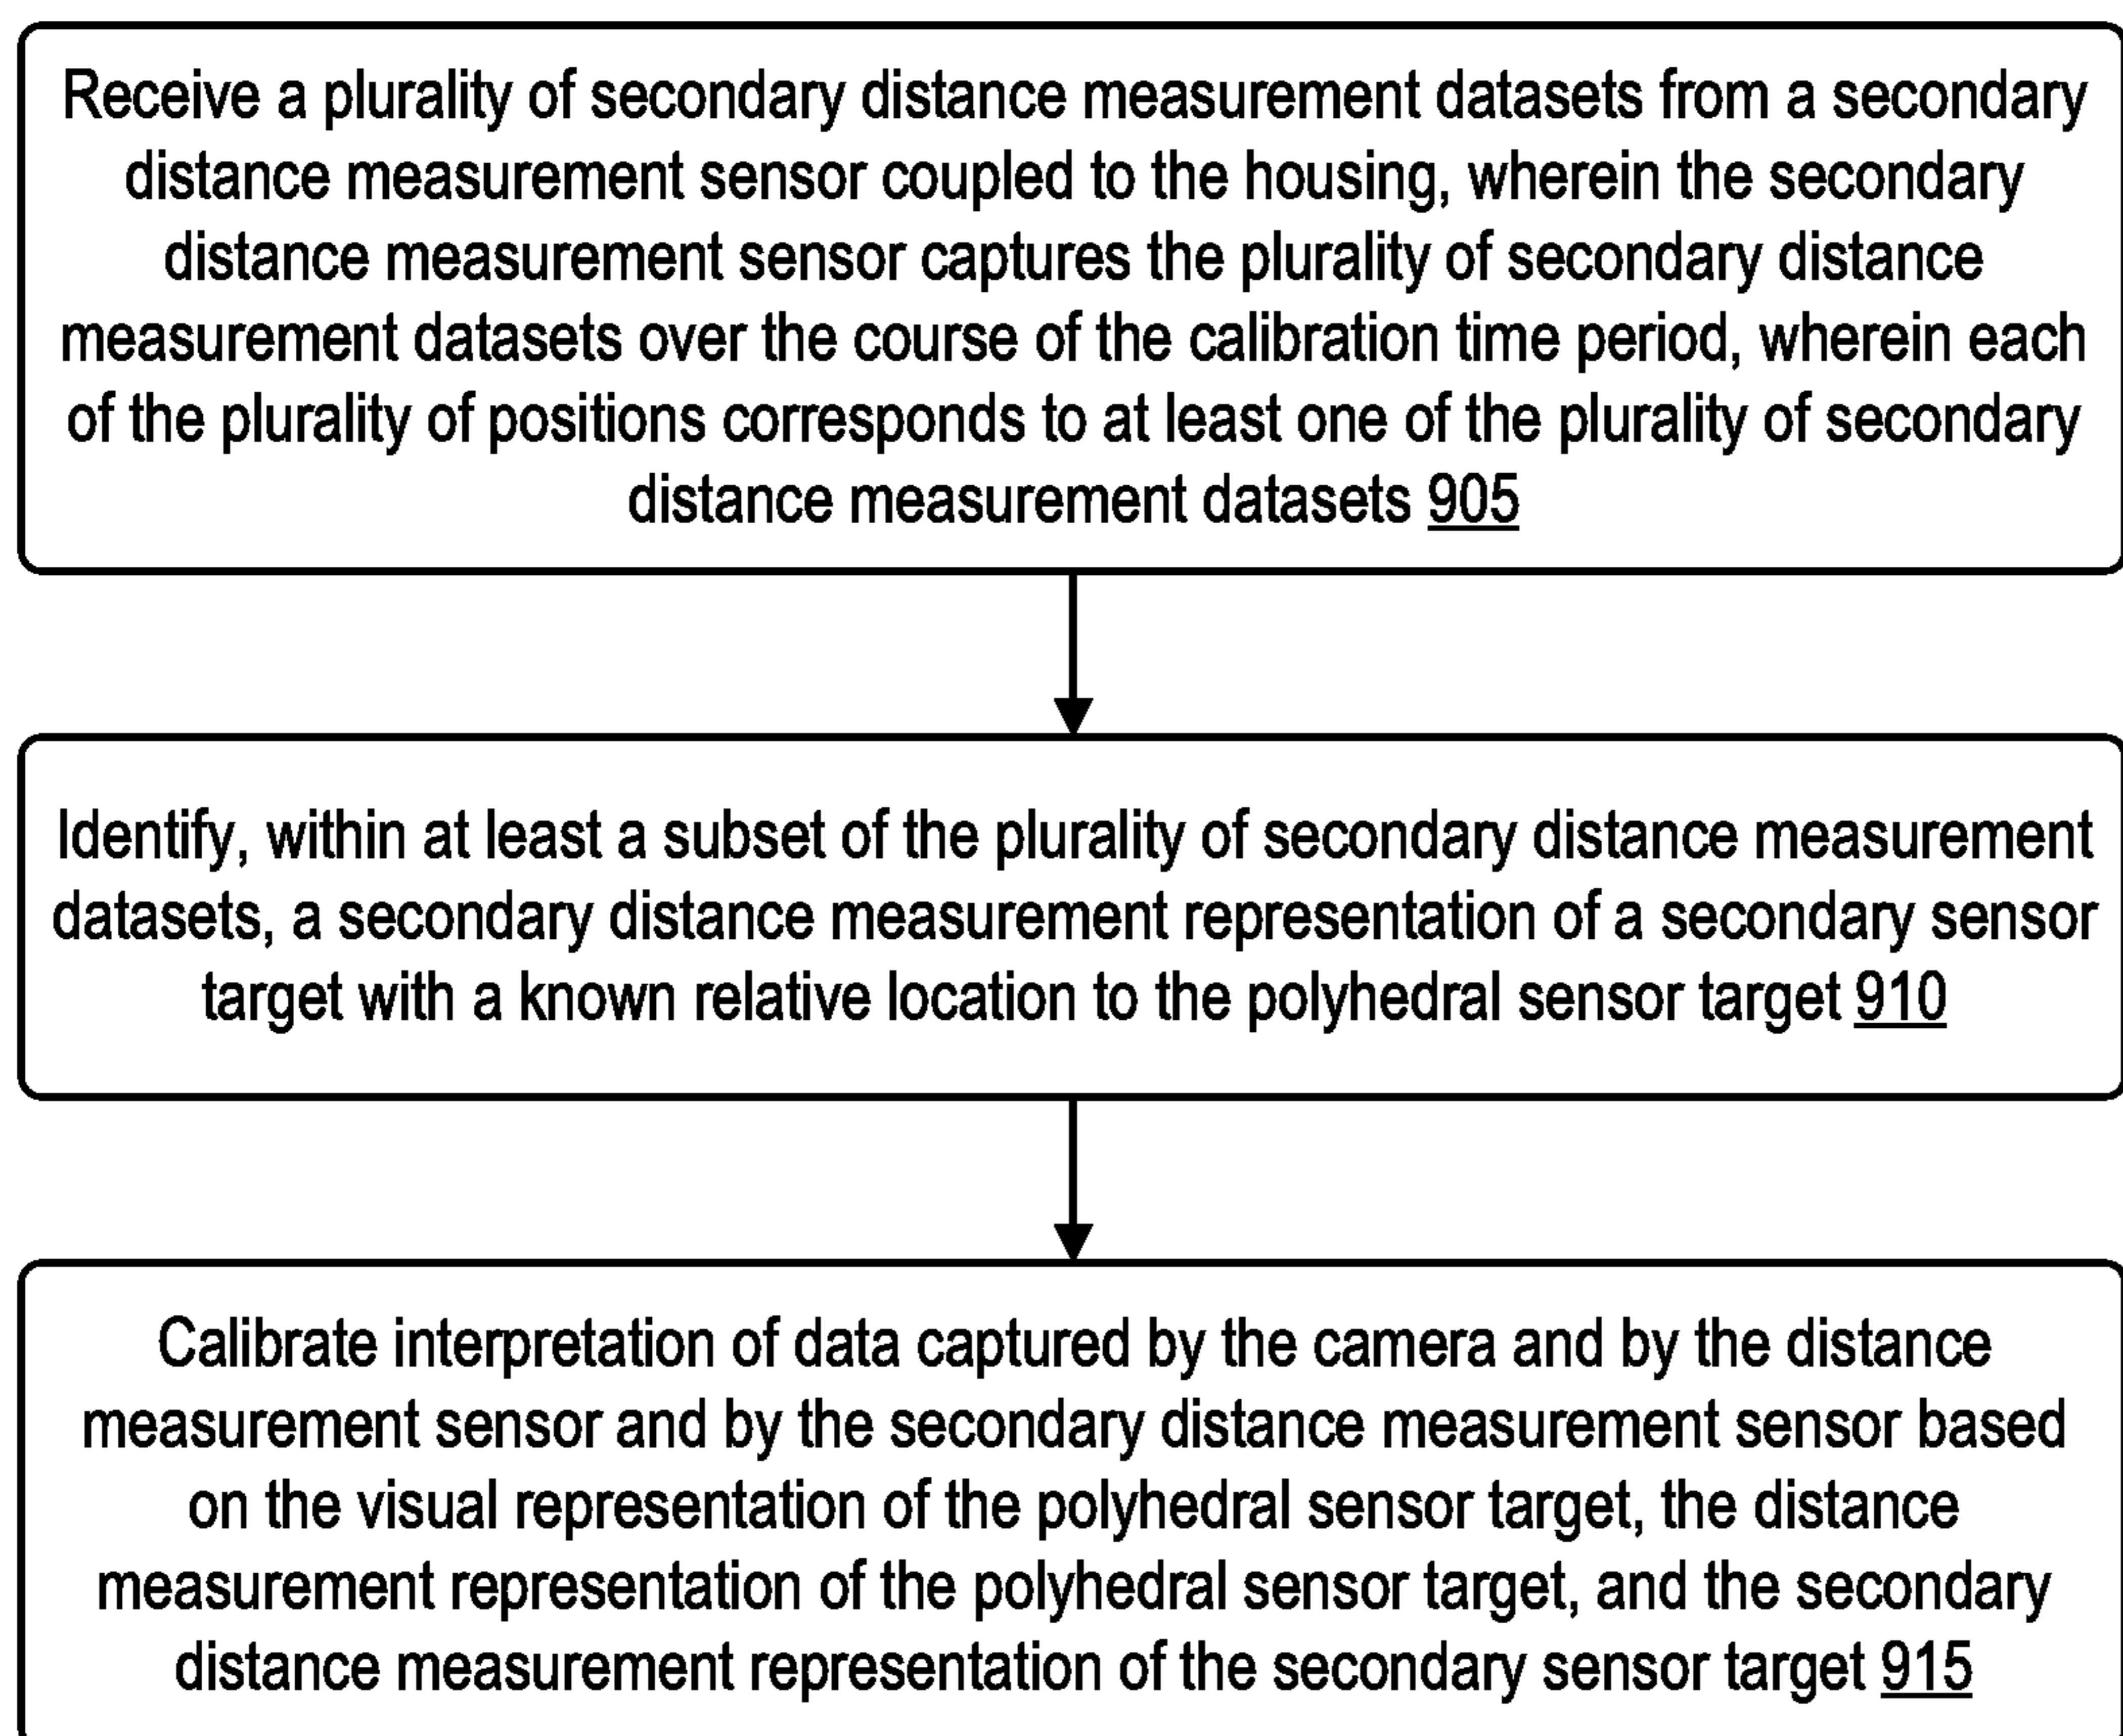 Receive a plurality of secondary distance measurement datasets from a secondary
distance measurement sensor coupled to the housing, wherein the secondary
distance measurement sensor captures the plurality of secondary distance
measurement datasets over the course of the calibration time period, wherein each
of the plurality of positions corresponds to at least one of the plurality of secondary
distance measurement datasets 905
Identify, within at least a subset of the plurality of secondary distance measurement
datasets, a secondary distance measurement representation of a secondary sensor
target with a known relative location to the polyhedral sensor target 910
Calibrate interpretation of data captured by the camera and by the distance
measurement sensor and by the secondary distance measurement sensor based
on the visual representation of the polyhedral sensor target, the distance
measurement representation of the polyhedral sensor target, and the secondary
distance measurement representation of the secondary sensor target 915